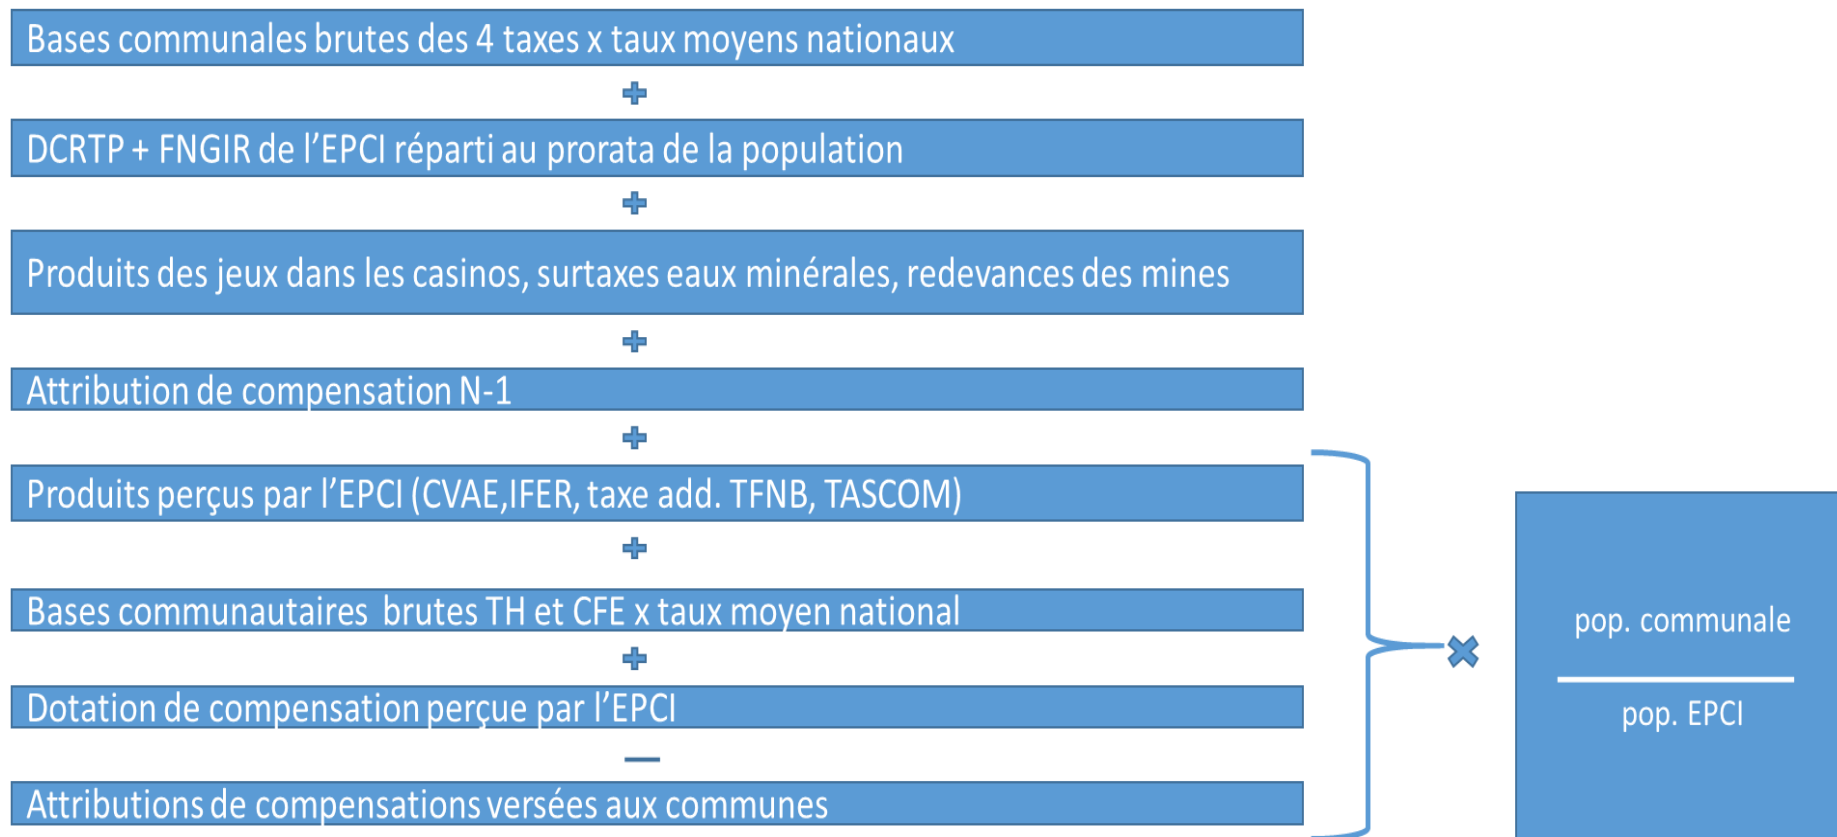 Bases communales brutes des 4 taxes x taux moyens nationaux
+
DCRTP + FNGIR de l’EPCI réparti au prorata de la population
+
Produits des jeux dans les casinos, surtaxes eaux minérales, redevances des mines
+
Attribution de compensation N-1
+
Produits perçus par l’EPCI (CVAE,IFER, taxe add. TFNB, TASCOM)
+
Bases communautaires brutes TH et CFE x taux moyen national
+
Dotation de compensation perçue par l’EPCI
—
Attributions de compensations versées aux communes
×
pop. communale
pop. EPCI